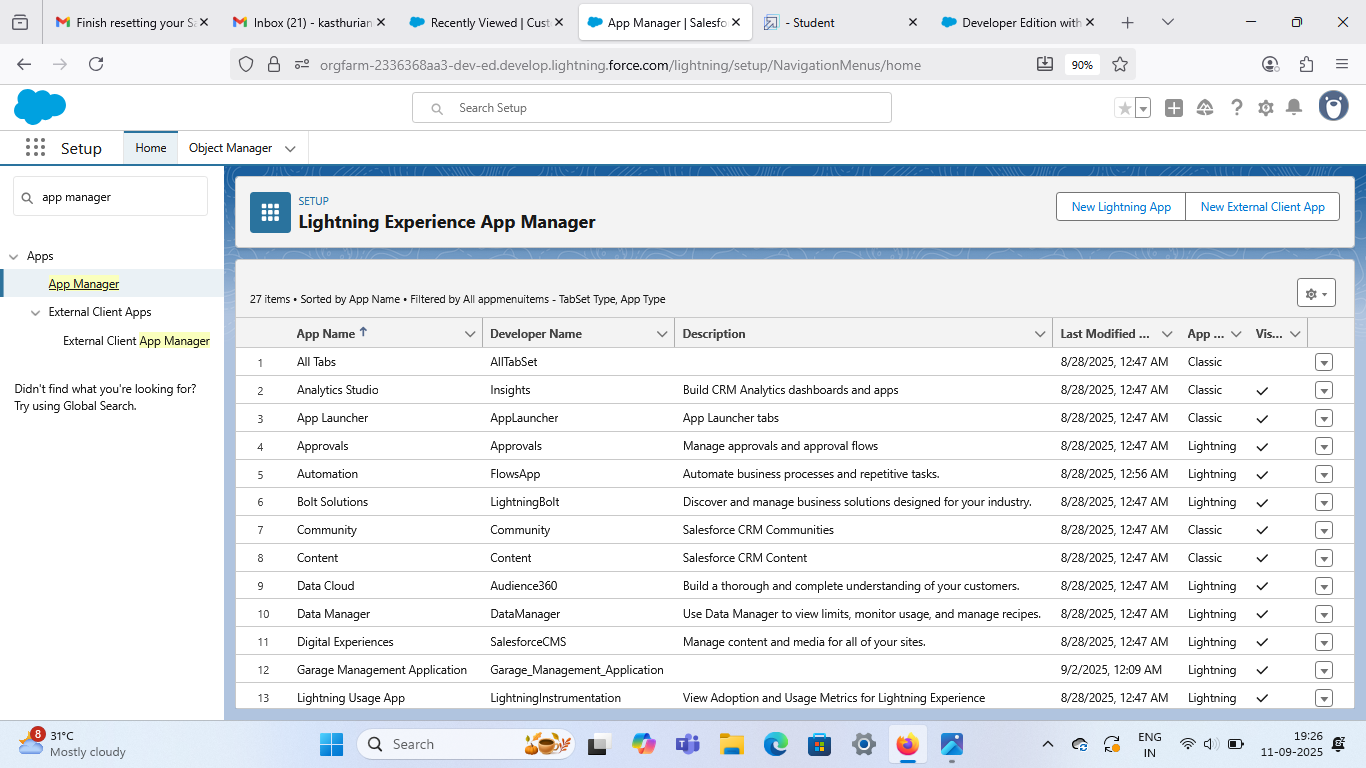 Finish resetting your Sa
Inbox (21) - kasthurian
Recently Viewed | Cust
App Manager | Salesfo
- Student
Developer Edition with
orgfarm-2336368aa3-dev-ed.develop.lightning.force.com/lightning/setup/NavigationMenus/home
90%
Search Setup
Setup
Home
Object Manager
app manager
Apps
App Manager
External Client Apps
External Client App Manager
Didn't find what you're looking for?
Try using Global Search.
SETUP
Lightning Experience App Manager
New Lightning App
New External Client App
27 items • Sorted by App Name • Filtered by All appmenuitems - TabSet Type, App Type
App Name ↑ Developer Name Description Last Modified ... App ... Vis...
1 All Tabs AllTabSet 8/28/2025, 12:47 AM Classic
2 Analytics Studio Insights Build CRM Analytics dashboards and apps 8/28/2025, 12:47 AM Classic ✓
3 App Launcher AppLauncher App Launcher tabs 8/28/2025, 12:47 AM Classic ✓
4 Approvals Approvals Manage approvals and approval flows 8/28/2025, 12:47 AM Lightning ✓
5 Automation FlowsApp Automate business processes and repetitive tasks. 8/28/2025, 12:56 AM Lightning ✓
6 Bolt Solutions LightningBolt Discover and manage business solutions designed for your industry. 8/28/2025, 12:47 AM Lightning ✓
7 Community Community Salesforce CRM Communities 8/28/2025, 12:47 AM Classic ✓
8 Content Content Salesforce CRM Content 8/28/2025, 12:47 AM Classic ✓
9 Data Cloud Audience360 Build a thorough and complete understanding of your customers. 8/28/2025, 12:47 AM Lightning ✓
10 Data Manager DataManager Use Data Manager to view limits, monitor usage, and manage recipes. 8/28/2025, 12:47 AM Lightning ✓
11 Digital Experiences SalesforceCMS Manage content and media for all of your sites. 8/28/2025, 12:47 AM Lightning ✓
12 Garage Management Application Garage_Management_Application 9/2/2025, 12:09 AM Lightning ✓
13 Lightning Usage App LightningInstrumentation View Adoption and Usage Metrics for Lightning Experience 8/28/2025, 12:47 AM Lightning ✓
8
31°C
Mostly cloudy
Search
ENG
IN
19:26
11-09-2025